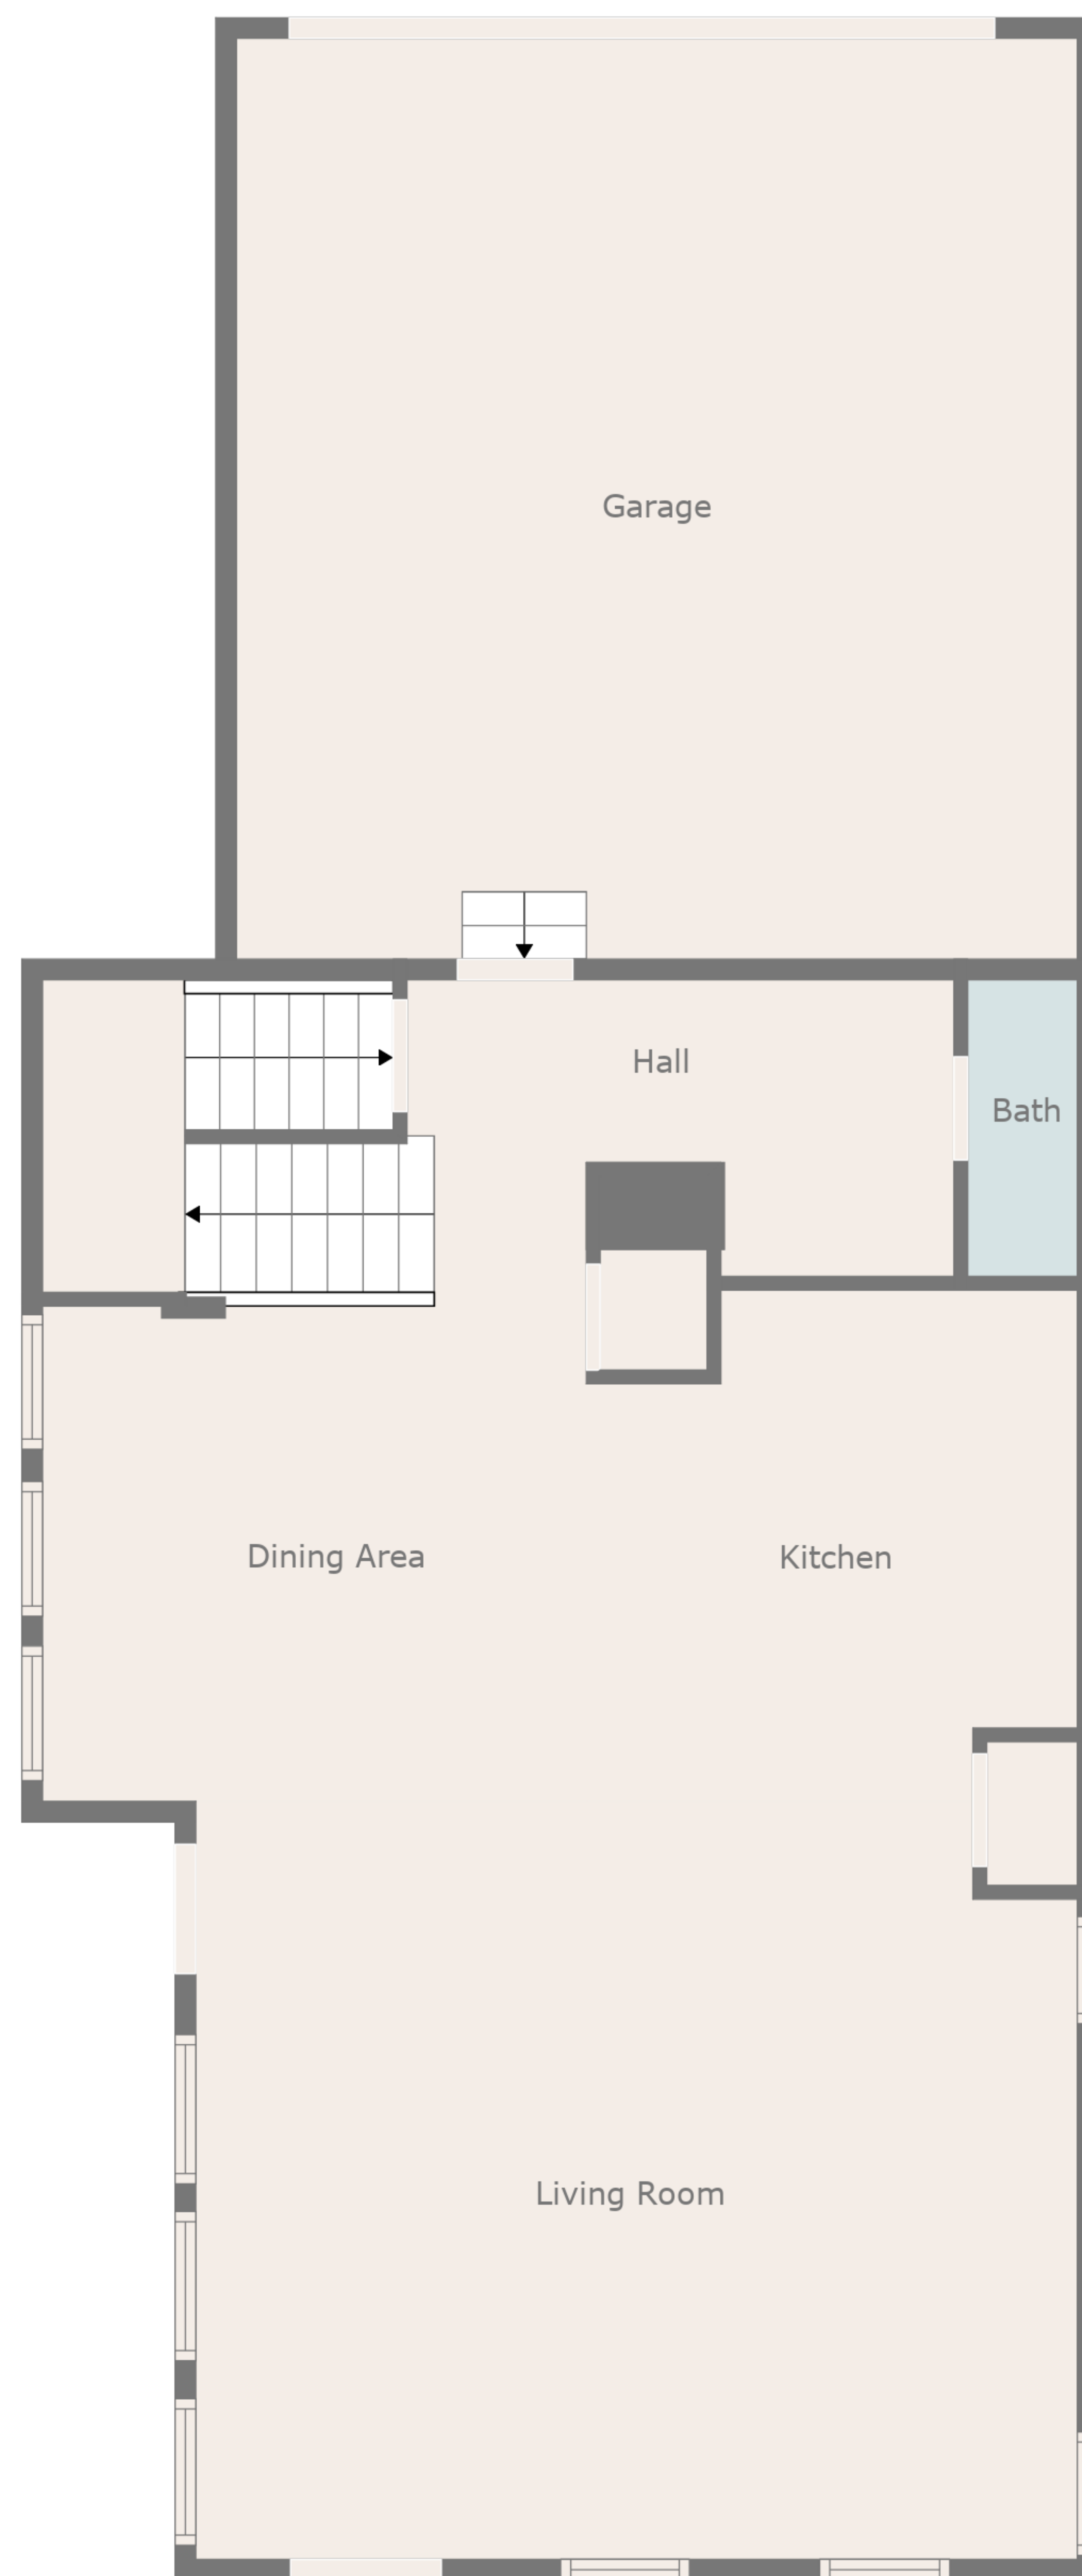 Garage
Hall
Bath
Dining Area
Kitchen
Living Room